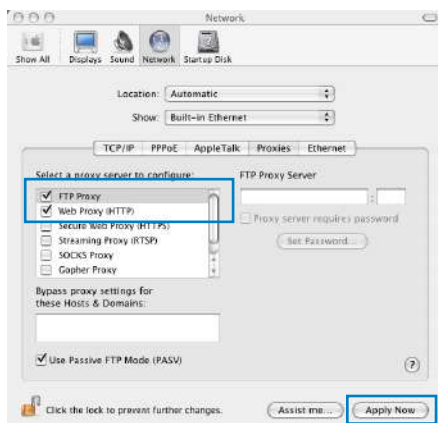 Network
Show All Displays Sound Network Startup Disk
Location: Automatic
Show: Built-in Ethernet
TCP/IP PPPoE AppleTalk Proxies Ethernet
Select a proxy server to configure: FTP Proxy Server
FTP Proxy
:
Web Proxy (HTTP)
Proxy server requires password
Secure Web Proxy (HTTPS)
Streaming Proxy (RTSP)
Set Password...
SOCKS Proxy
Gopher Proxy
Bypass proxy settings for
these Hosts & Domains:
Use Passive FTP Mode (PASV)
?
Click the lock to prevent further changes. Assist me... Apply Now